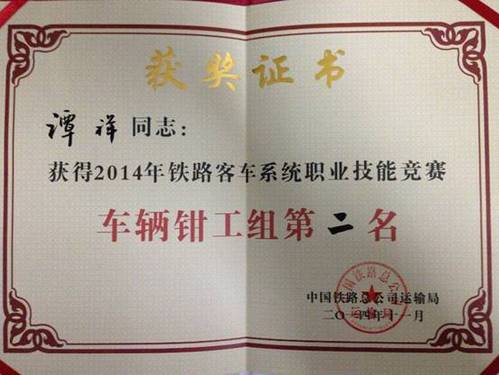 获奖证书
谭祥同志：
获得2014年铁路客车系统职业技能竞赛
车辆钳工组第二名
中国铁路总公司运输局
二〇一四年十一月